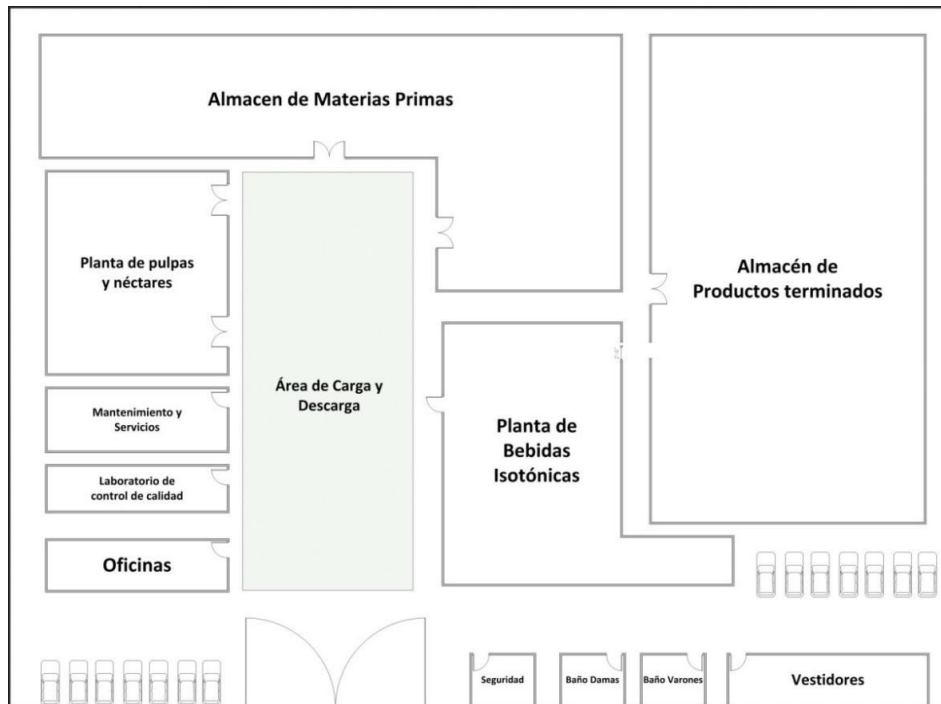 Almacen de Materias Primas
Planta de pulpas
y néctares
Almacén de
Productos terminados
Área de Carga y
Descarga
Mantenimiento y
Servicios
Planta de
Bebidas
Isotónicas
Laboratorio de
control de calidad
Oficinas
Seguridad
Baño Damas
Baño Varones
Vestidores